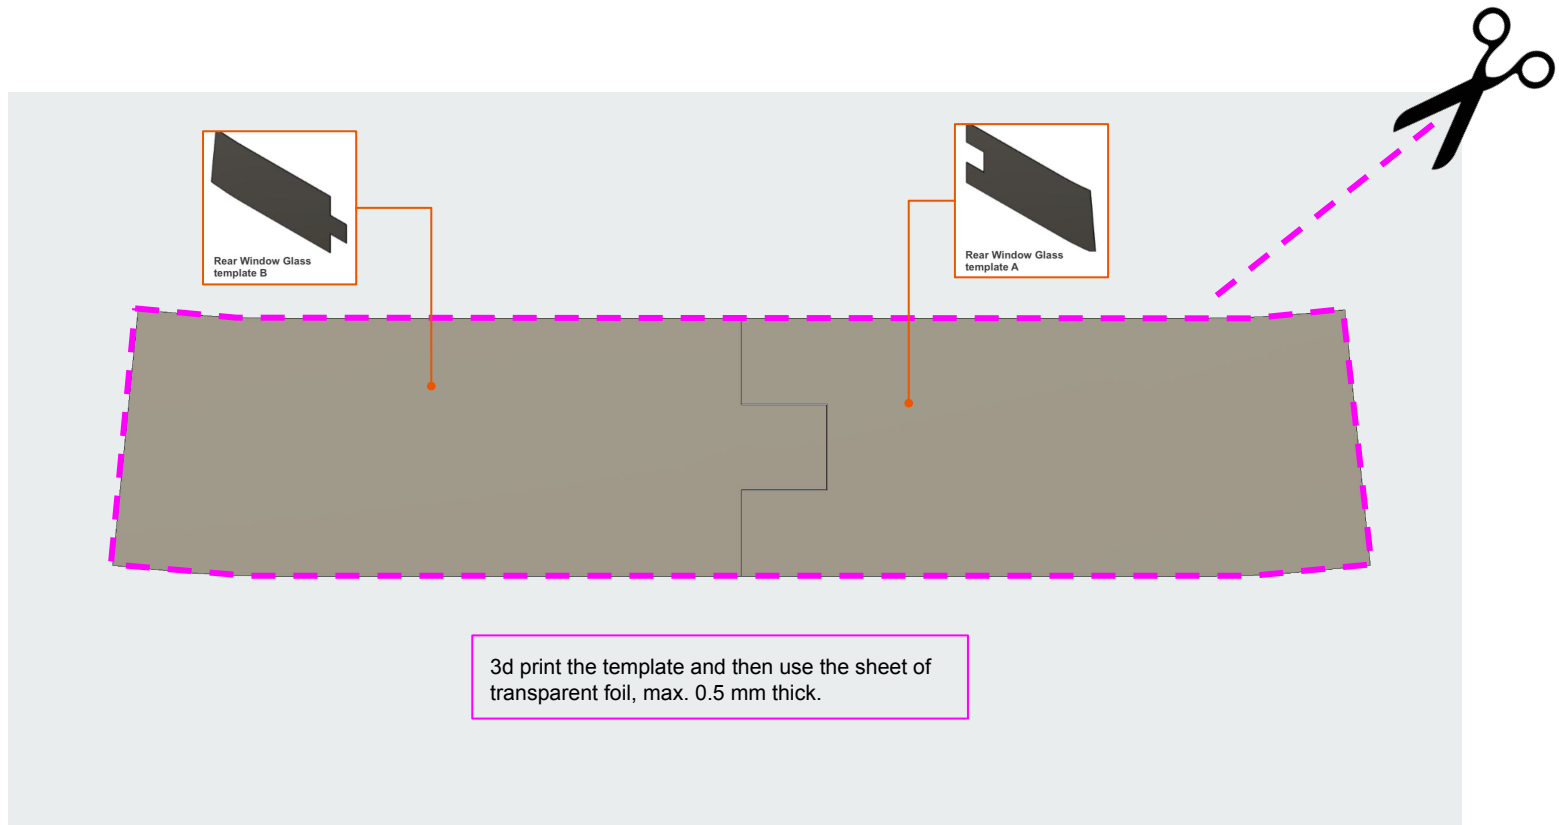 Rear Window Glass
template B
Rear Window Glass
template A
3d print the template and then use the sheet of
transparent foil, max. 0.5 mm thick.